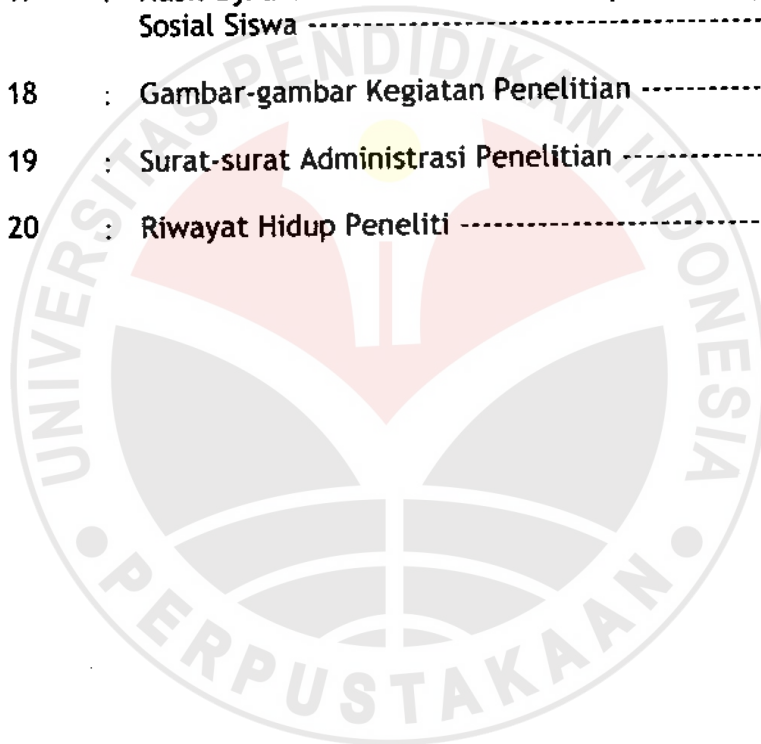 Sosial Siswa ------------------------------------
18 : Gambar-gambar Kegiatan Penelitian -----------
19 : Surat-surat Administrasi Penelitian -------------
20 : Riwayat Hidup Peneliti --------------------------
UNIVERSITAS PENDIDIKAN INDONESIA
PERPUSTAKAAN